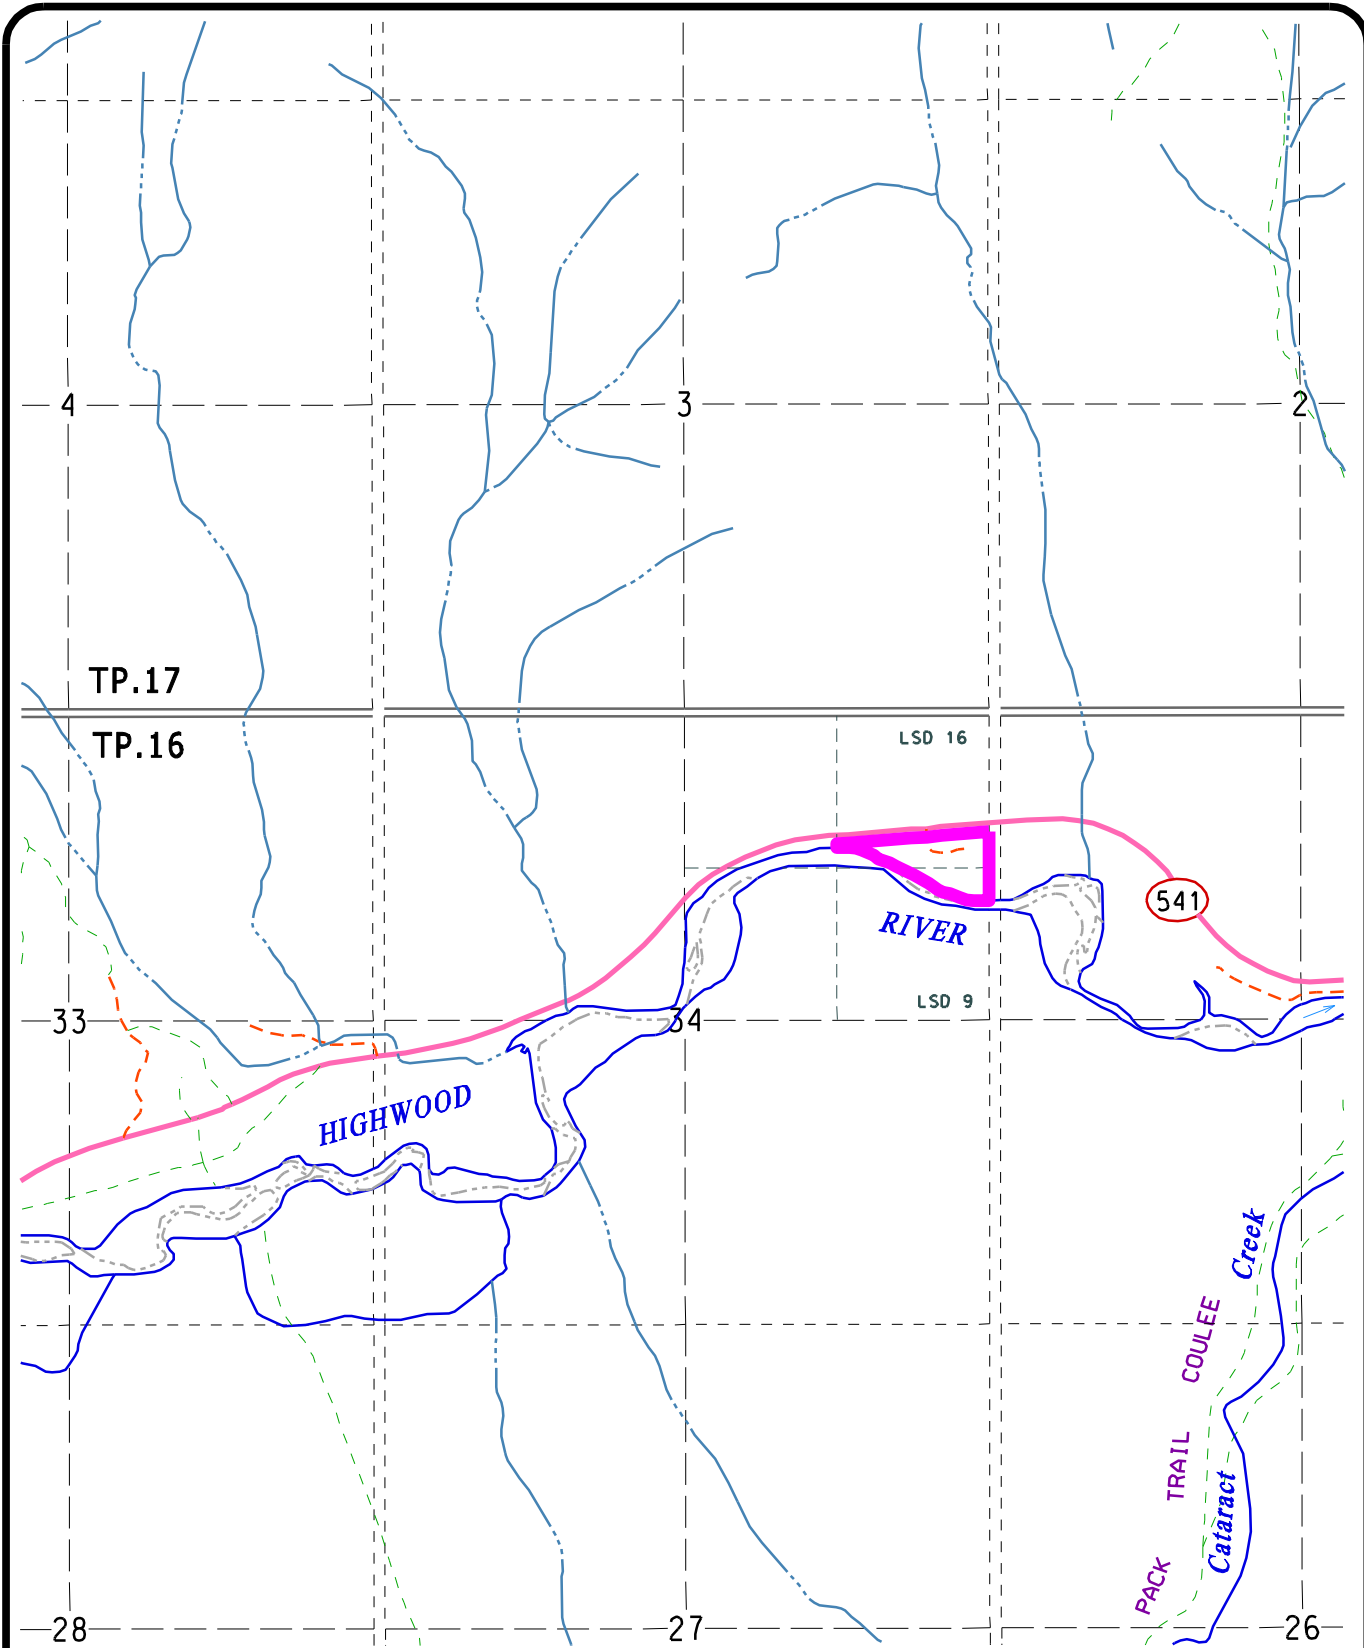 4
3
2
TP.17
TP.16
LSD 16
541
RIVER
LSD 9
33
34
HIGHWOOD
Creek
COULEE
TRAIL
Cataract
PACK
28
27
26